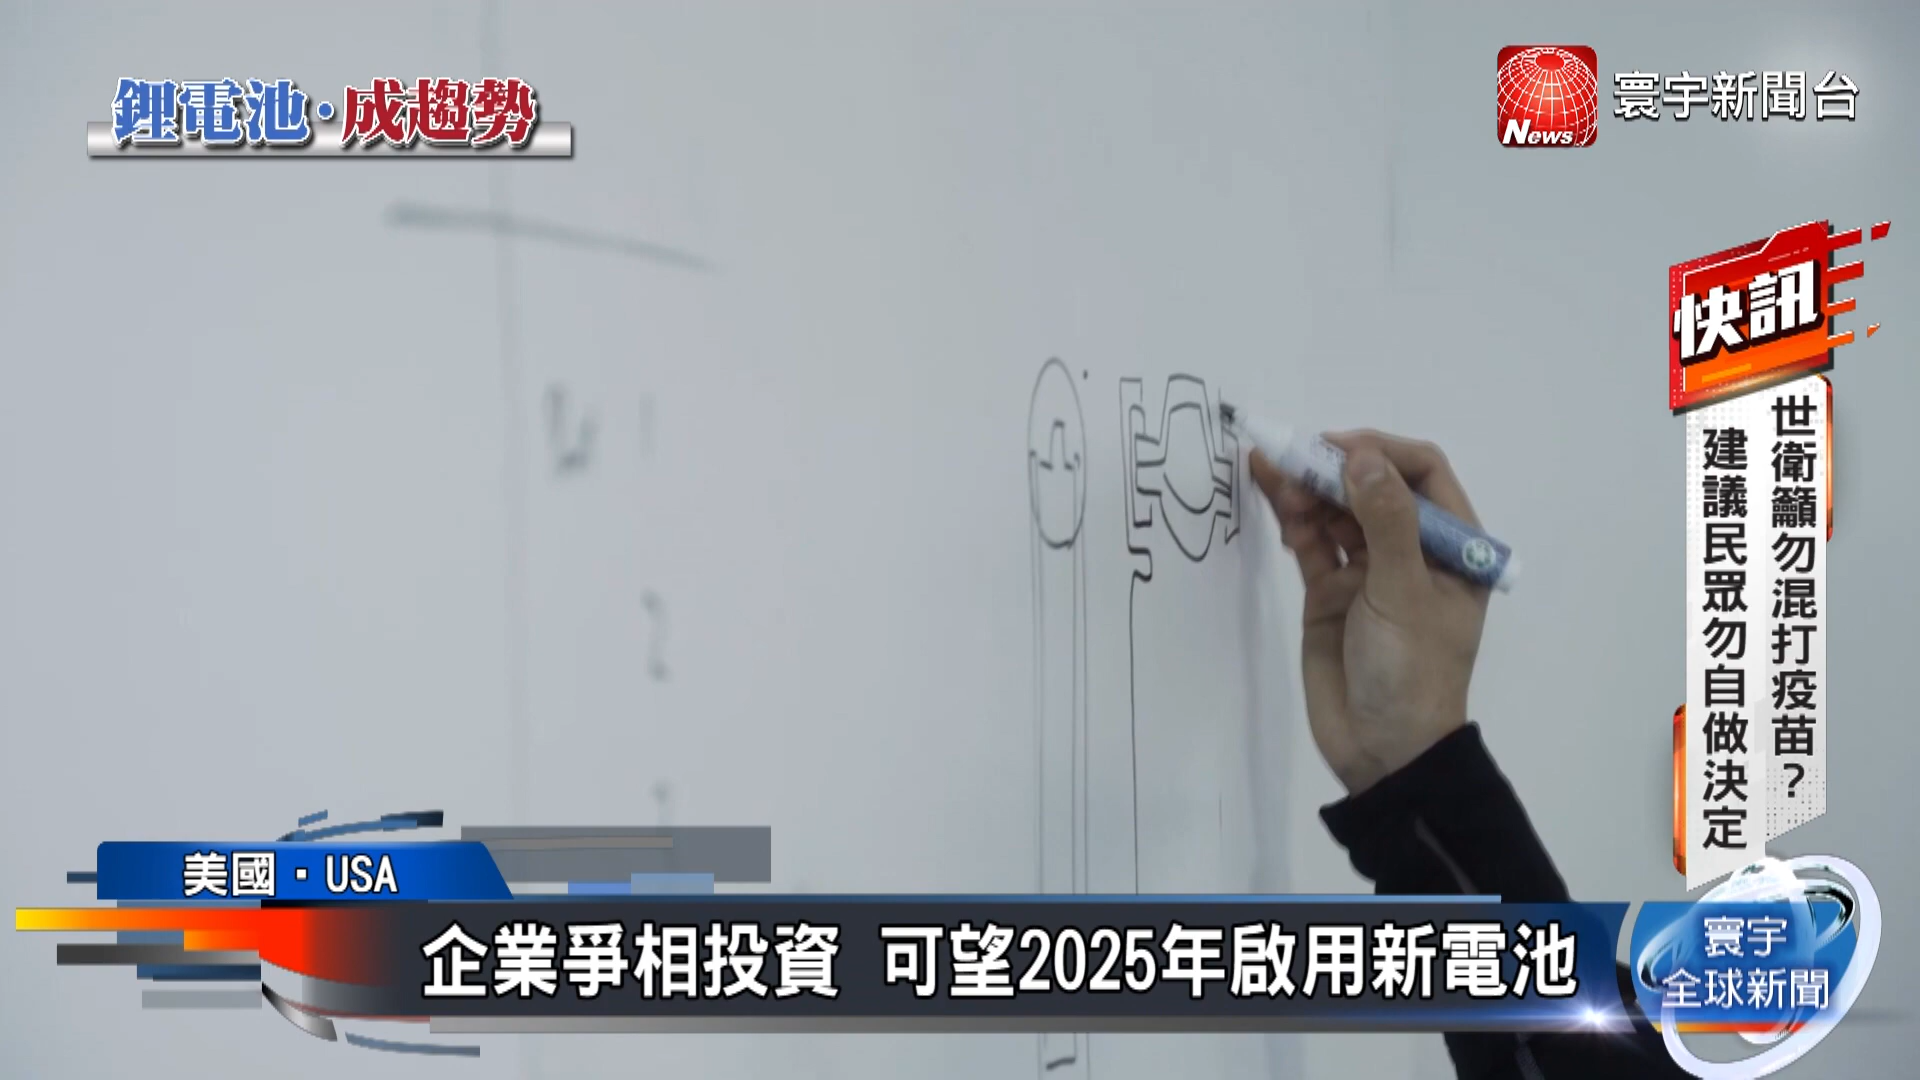 鋰電池·成趨勢
News
寰宇新聞台
快訊
世衛籲勿混打疫苗？
建議民眾勿自做決定
美國·USA
企業爭相投資 可望2025年啟用新電池
寰宇
全球新聞
W 1
2